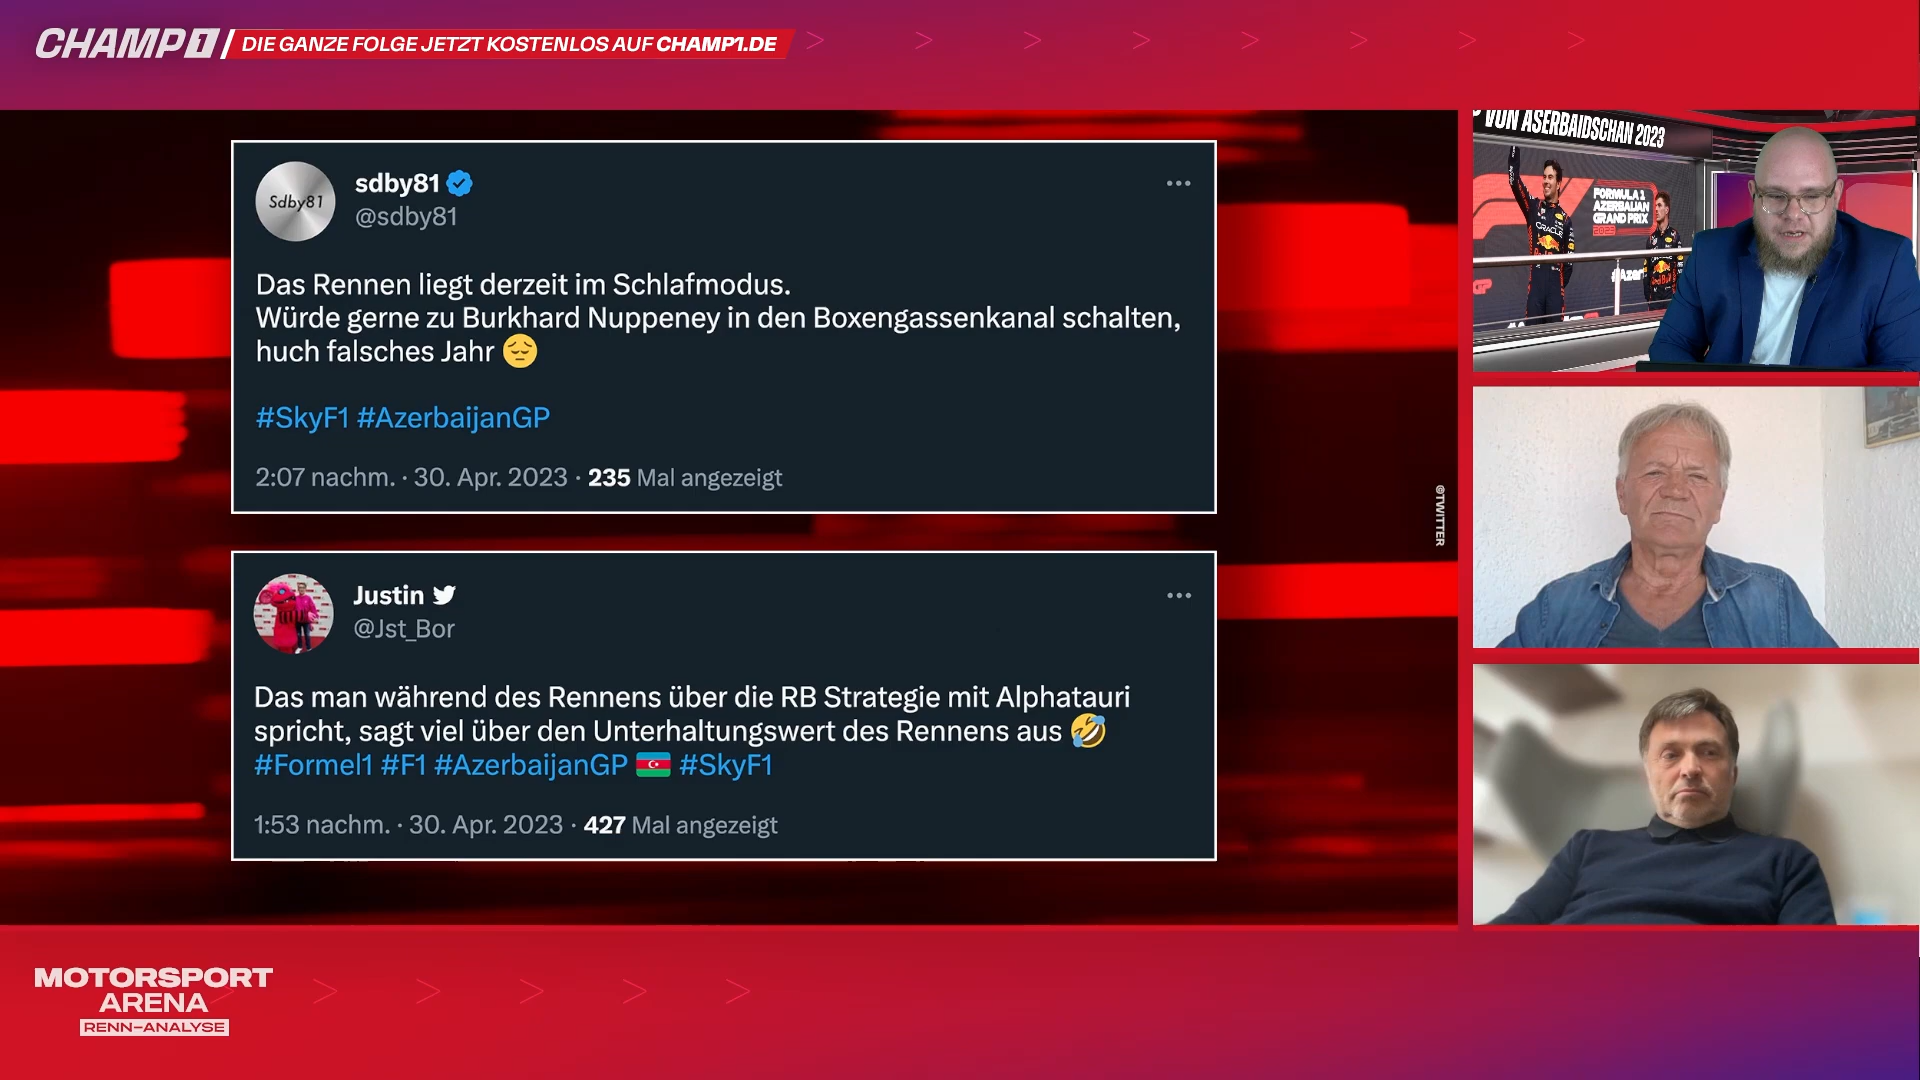 CHAMP1
DIE GANZE FOLGE JETZT KOSTENLOS AUF CHAMP1.DE
Sdby81
sdby81
@sdby81
Das Rennen liegt derzeit im Schlafmodus.
Würde gerne zu Burkhard Nuppeney in den Boxengassenkanal schalten,
huch falsches Jahr 😔
#SkyF1 #AzerbaijanGP
2:07 nachm. · 30. Apr. 2023 · 235 Mal angezeigt
Justin
@Jst_Bor
Das man während des Rennens über die RB Strategie mit Alphatauri
spricht, sagt viel über den Unterhaltungswert des Rennens aus 🤣
#Formel1 #F1 #AzerbaijanGP 🇦🇿 #SkyF1
1:53 nachm. · 30. Apr. 2023 · 427 Mal angezeigt
©TWITTER
VON ASERBAIDSCHAN 2023
FORMULA 1
AZERBAIJAN
GRAND PRIX
2023
MOTORSPORT
ARENA
RENN-ANALYSE